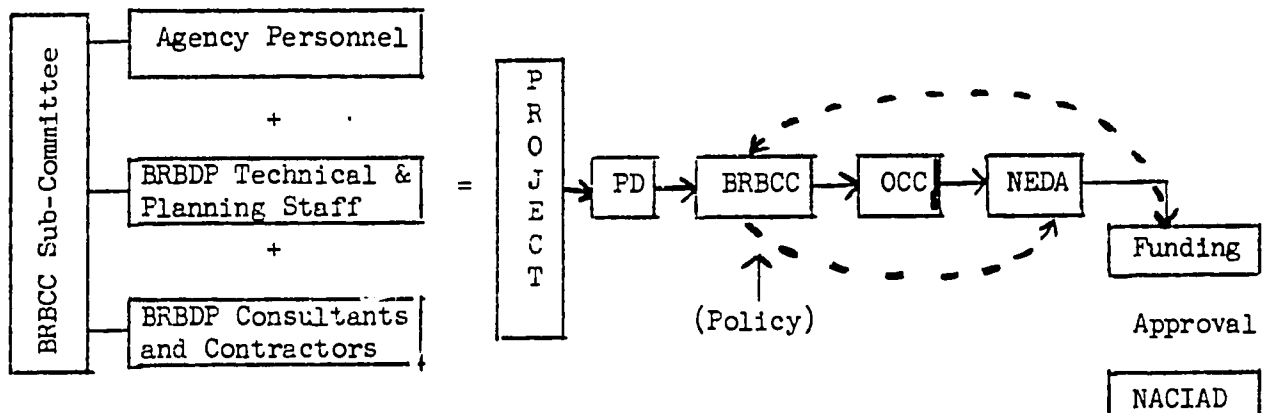 BRBCC Sub-Committee
Agency Personnel
+
BRBDP Technical &
Planning Staff
+
BRBDP Consultants
and Contractors
=
PROJECT
PD
BRBCC
OCC
NEDA
(Policy)
Funding
Approval
NACIAD